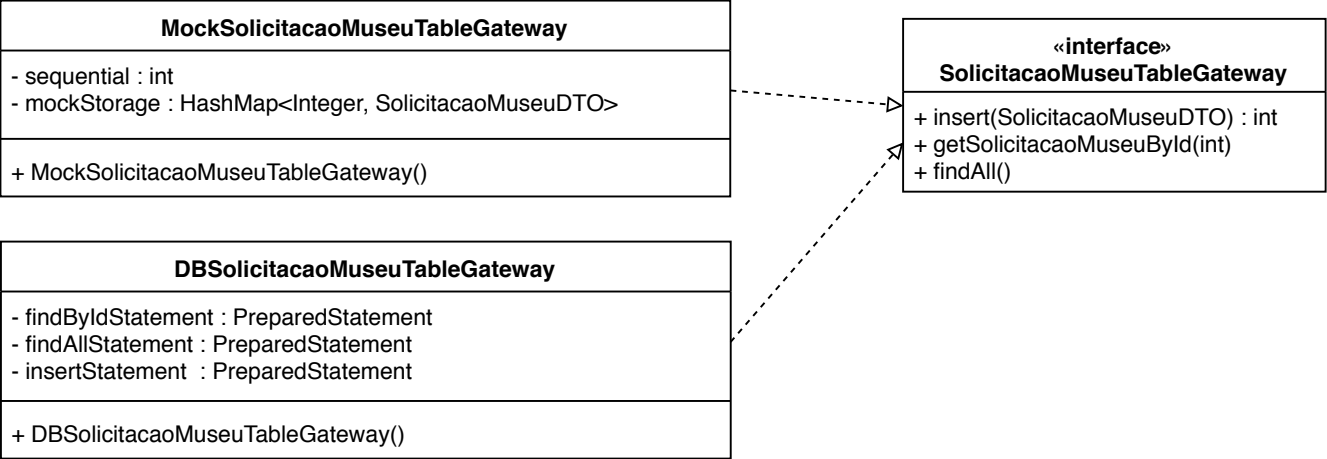 MockSolicitacaoMuseuTableGateway
- sequential : int
- mockStorage : HashMap<Integer, SolicitacaoMuseuDTO>
+ MockSolicitacaoMuseuTableGateway()
«interface»
SolicitacaoMuseuTableGateway
+ insert(SolicitacaoMuseuDTO) : int
+ getSolicitacaoMuseuById(int)
+ findAll()
DBSolicitacaoMuseuTableGateway
- findByIdStatement : PreparedStatement
- findAllStatement : PreparedStatement
- insertStatement  : PreparedStatement
+ DBSolicitacaoMuseuTableGateway()